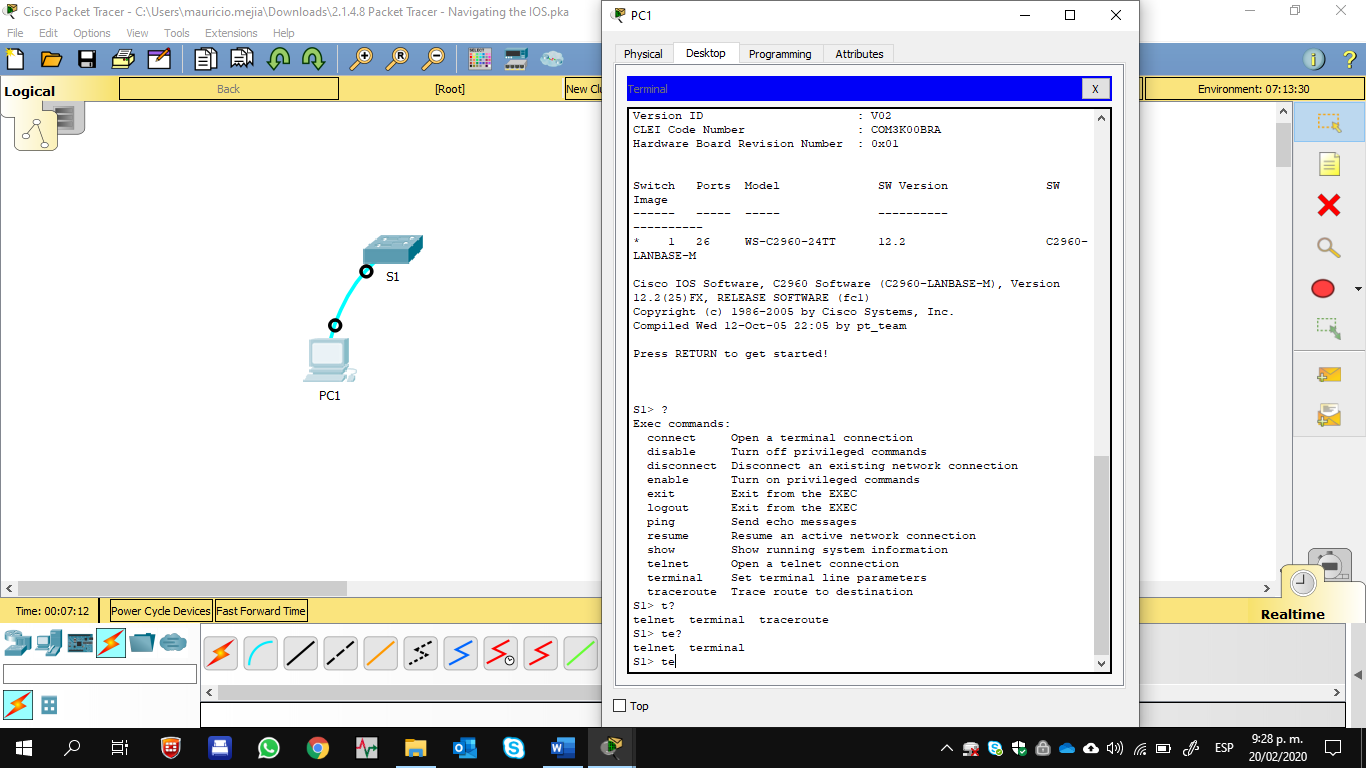 Cisco Packet Tracer - C:\Users\mauricio.mejia\Downloads\2.1.4.8 Packet Tracer - Navigating the IOS.pka
File Edit Options View Tools Extensions Help
Logical
Back
[Root]
New Clu
Environment: 07:13:30
S1
PC1
Time: 00:07:12
Power Cycle Devices
Fast Forward Time
Realtime
PC1
Physical Desktop Programming Attributes
Terminal
X
Version ID : V02
CLEI Code Number : COM3K00BRA
Hardware Board Revision Number : 0x01
Switch Ports Model SW Version SW
Image
------ ----- ----- ----------
----------
* 1 26 WS-C2960-24TT 12.2 C2960-
LANBASE-M
Cisco IOS Software, C2960 Software (C2960-LANBASE-M), Version
12.2(25)FX, RELEASE SOFTWARE (fc1)
Copyright (c) 1986-2005 by Cisco Systems, Inc.
Compiled Wed 12-Oct-05 22:05 by pt_team
Press RETURN to get started!
S1> ?
Exec commands:
connect Open a terminal connection
disable Turn off privileged commands
disconnect Disconnect an existing network connection
enable Turn on privileged commands
exit Exit from the EXEC
logout Exit from the EXEC
ping Send echo messages
resume Resume an active network connection
show Show running system information
telnet Open a telnet connection
terminal Set terminal line parameters
traceroute Trace route to destination
S1> t?
telnet terminal traceroute
S1> te?
telnet terminal
S1> te
Top
ESP
9:28 p. m.
20/02/2020